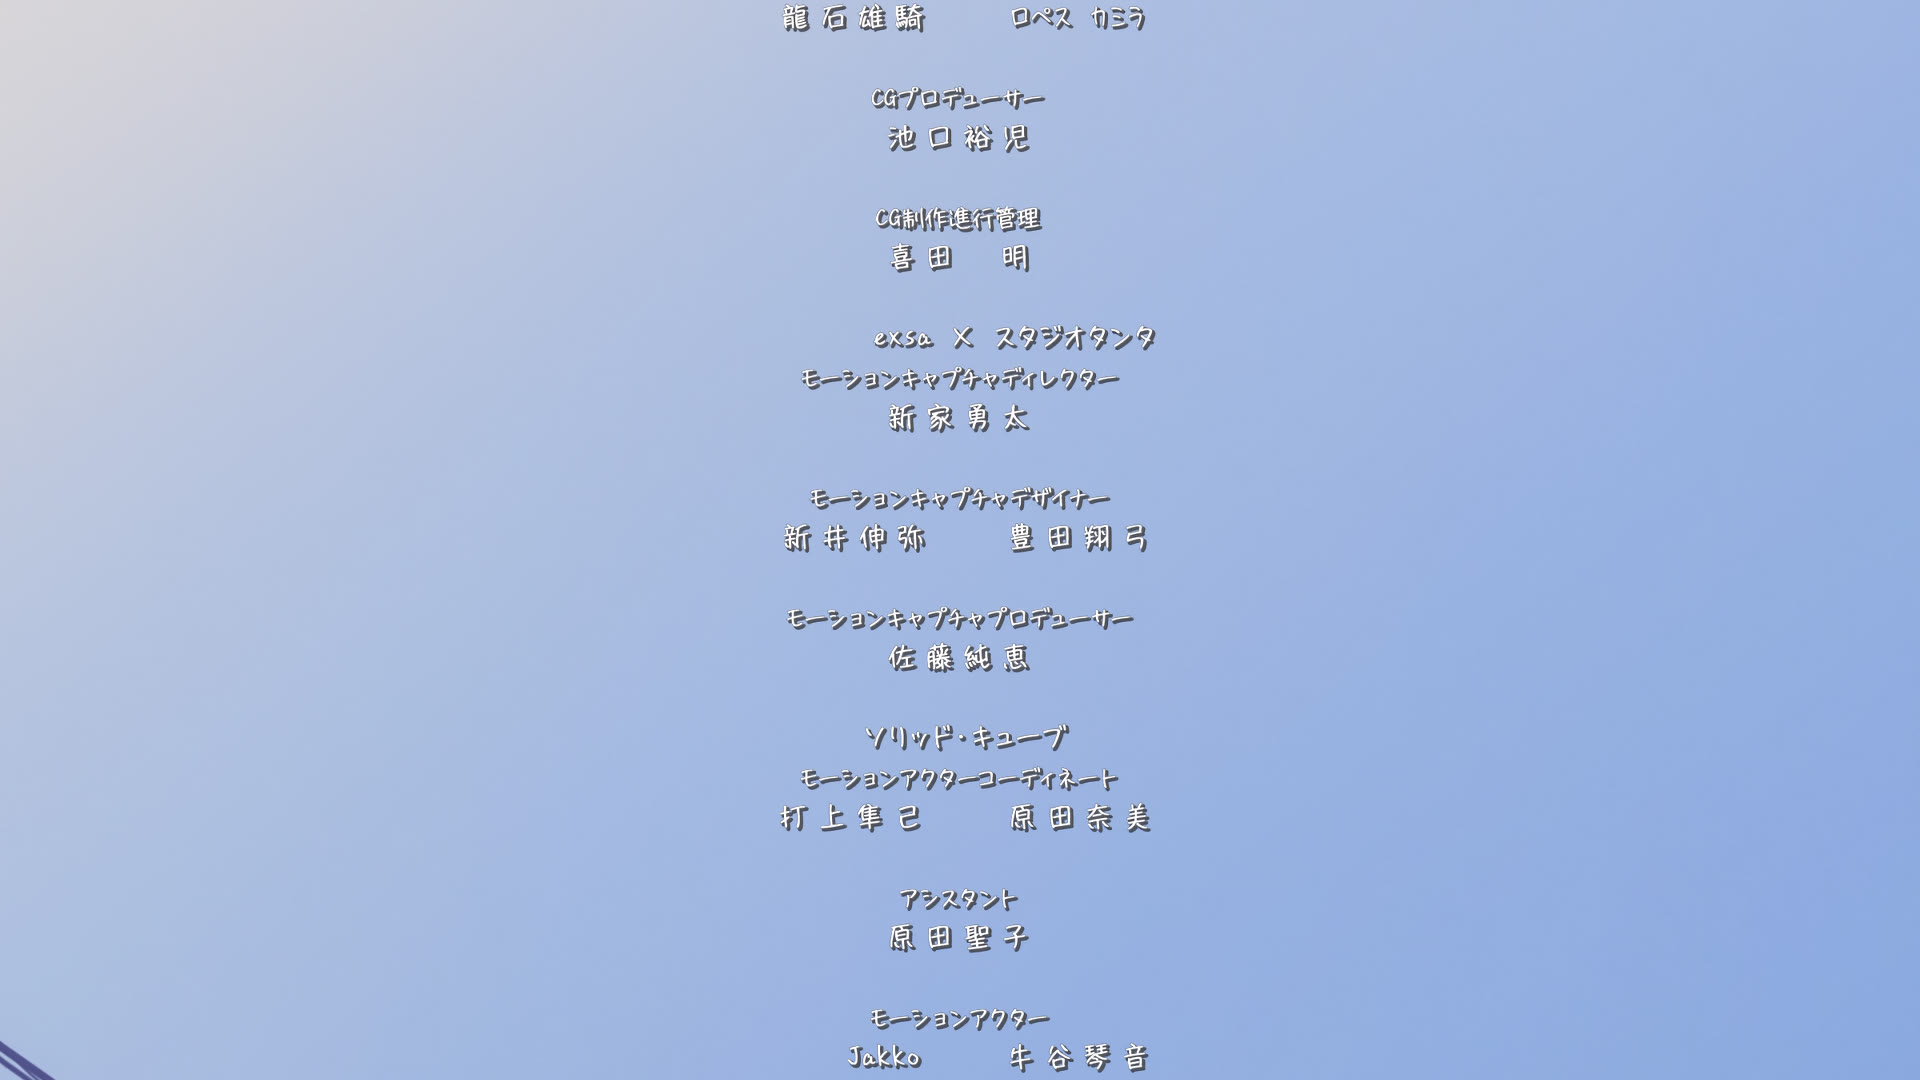 龍石雄騎 ロペス カミラ
CGプロデューサー
池口裕児
CG制作進行管理
喜田 明
exsa × スタジオタンタ
モーションキャプチャディレクター
新家勇太
モーションキャプチャデザイナー
新井伸弥 豊田翔弓
モーションキャプチャプロデューサー
佐藤純恵
ソリッド・キューブ
モーションアクターコーディネート
打上隼己 原田奈美
アシスタント
原田聖子
モーションアクター
Jakko 牛谷琴音